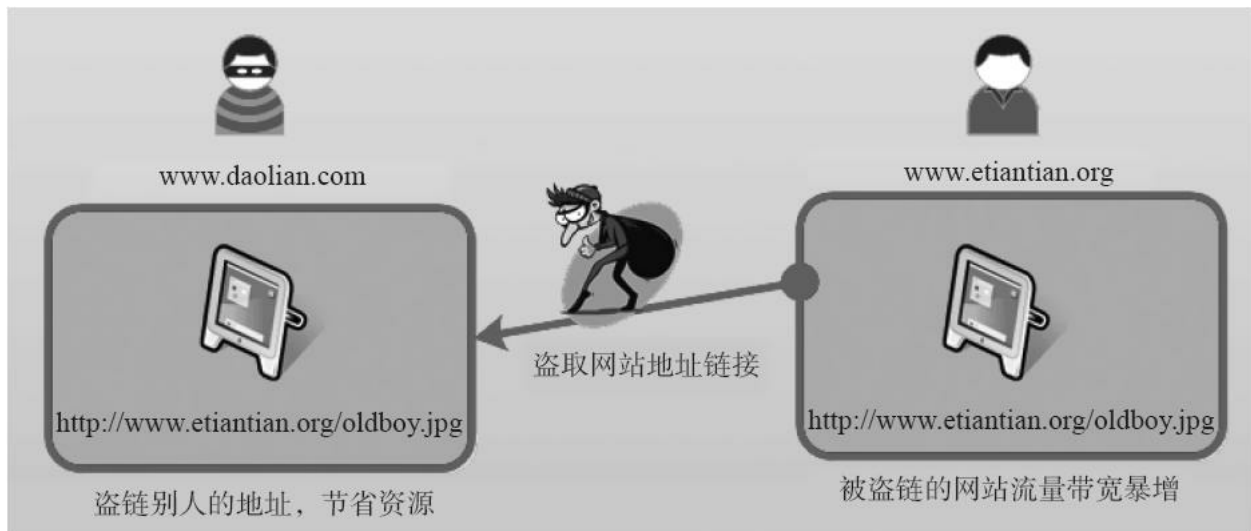 www.daolian.com
www.etiantian.org
盗取网站地址链接
http://www.etiantian.org/oldboy.jpg
http://www.etiantian.org/oldboy.jpg
盗链别人的地址，节省资源
被盗链的网站流量带宽暴增